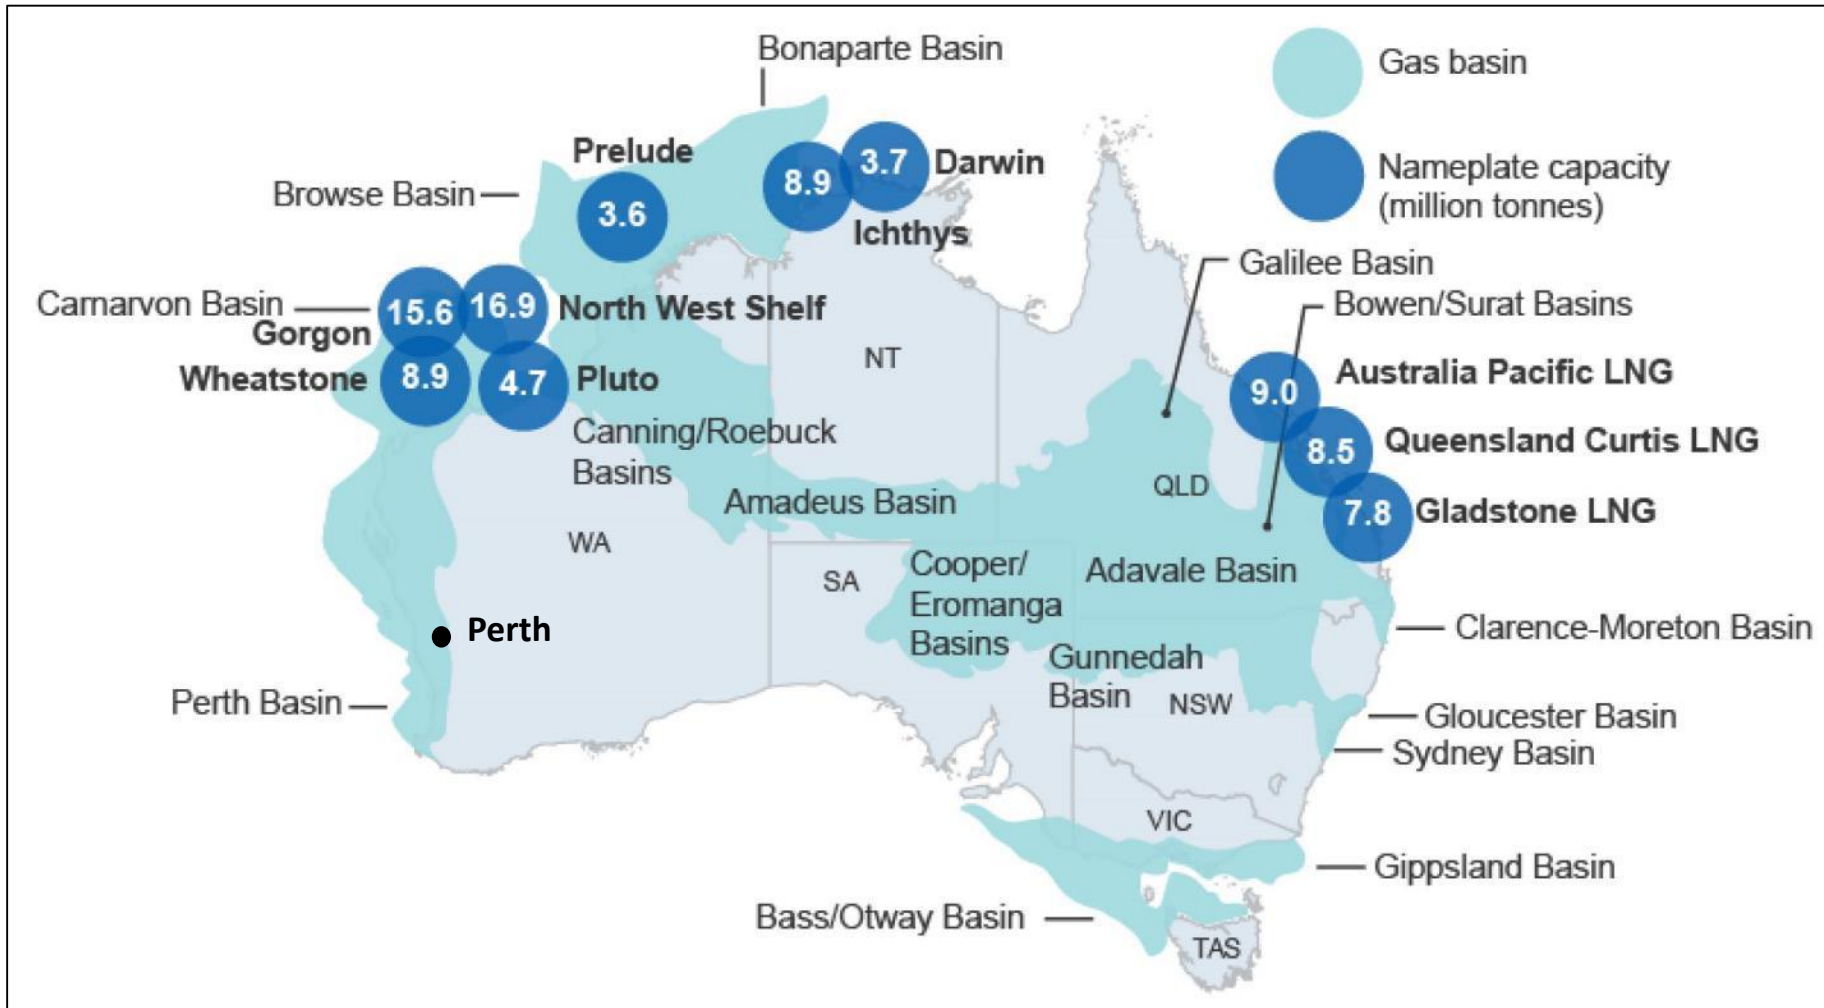 Bonaparte Basin
Gas basin
Prelude
3.6
8.9
3.7
Darwin
Ichthys
Nameplate capacity
(million tonnes)
Browse Basin
Galilee Basin
Bowen/Surat Basins
Carnarvon Basin
15.6
16.9
North West Shelf
Gorgon
Wheatstone
8.9
4.7
Pluto
NT
9.0
Australia Pacific LNG
8.5
Queensland Curtis LNG
7.8
Gladstone LNG
Canning/Roebuck
Basins
Amadeus Basin
QLD
WA
SA
Cooper/
Eromanga
Basins
Adavale Basin
Perth
Clarence-Moreton Basin
Gunnedah
Basin
NSW
Perth Basin
Gloucester Basin
Sydney Basin
VIC
Gippsland Basin
Bass/Otway Basin
TAS